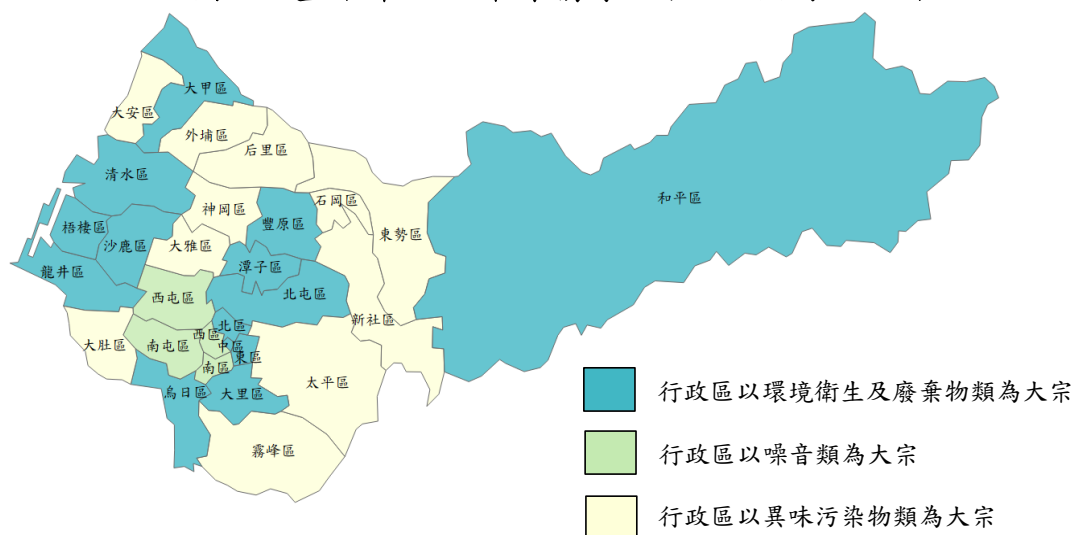 大甲區
大安區
外埔區
后里區
清水區
和平區
石岡區
神岡區
豐原區
梧棲區
東勢區
沙鹿區
大雅區
潭子區
龍井區
西屯區
北屯區
新社區
北區
西區
大肚區
南屯區
中區
東區
南區
太平區
烏日區
大里區
霧峰區
行政區以環境衛生及廢棄物類為大宗
行政區以噪音類為大宗
行政區以異味污染物類為大宗